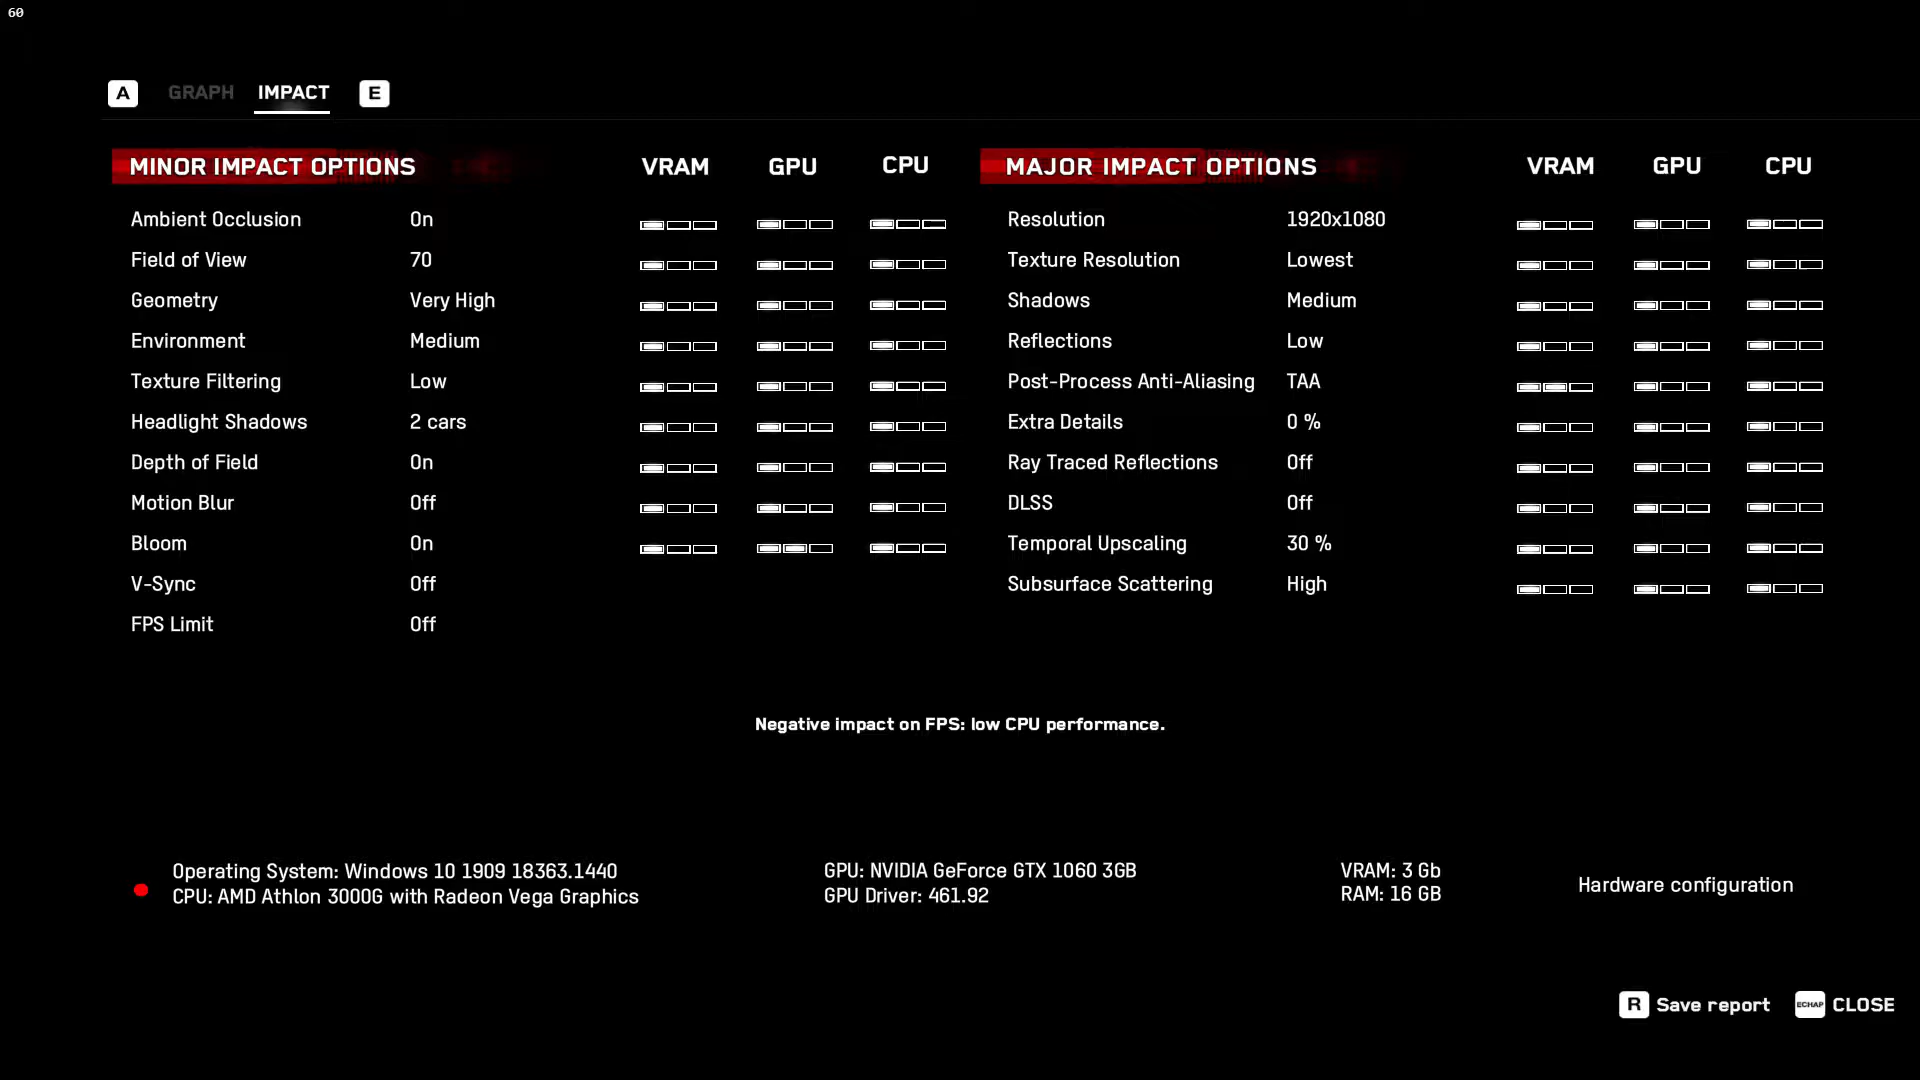 60
A GRAPH IMPACT E
MINOR IMPACT OPTIONS VRAM GPU CPU
Ambient Occlusion On
Field of View 70
Geometry Very High
Environment Medium
Texture Filtering Low
Headlight Shadows 2 cars
Depth of Field On
Motion Blur Off
Bloom On
V-Sync Off
FPS Limit Off
MAJOR IMPACT OPTIONS VRAM GPU CPU
Resolution 1920x1080
Texture Resolution Lowest
Shadows Medium
Reflections Low
Post-Process Anti-Aliasing TAA
Extra Details 0 %
Ray Traced Reflections Off
DLSS Off
Temporal Upscaling 30 %
Subsurface Scattering High
Negative impact on FPS: low CPU performance.
Operating System: Windows 10 1909 18363.1440
CPU: AMD Athlon 3000G with Radeon Vega Graphics
GPU: NVIDIA GeForce GTX 1060 3GB
GPU Driver: 461.92
VRAM: 3 Gb
RAM: 16 GB
Hardware configuration
R Save report ECHAP CLOSE